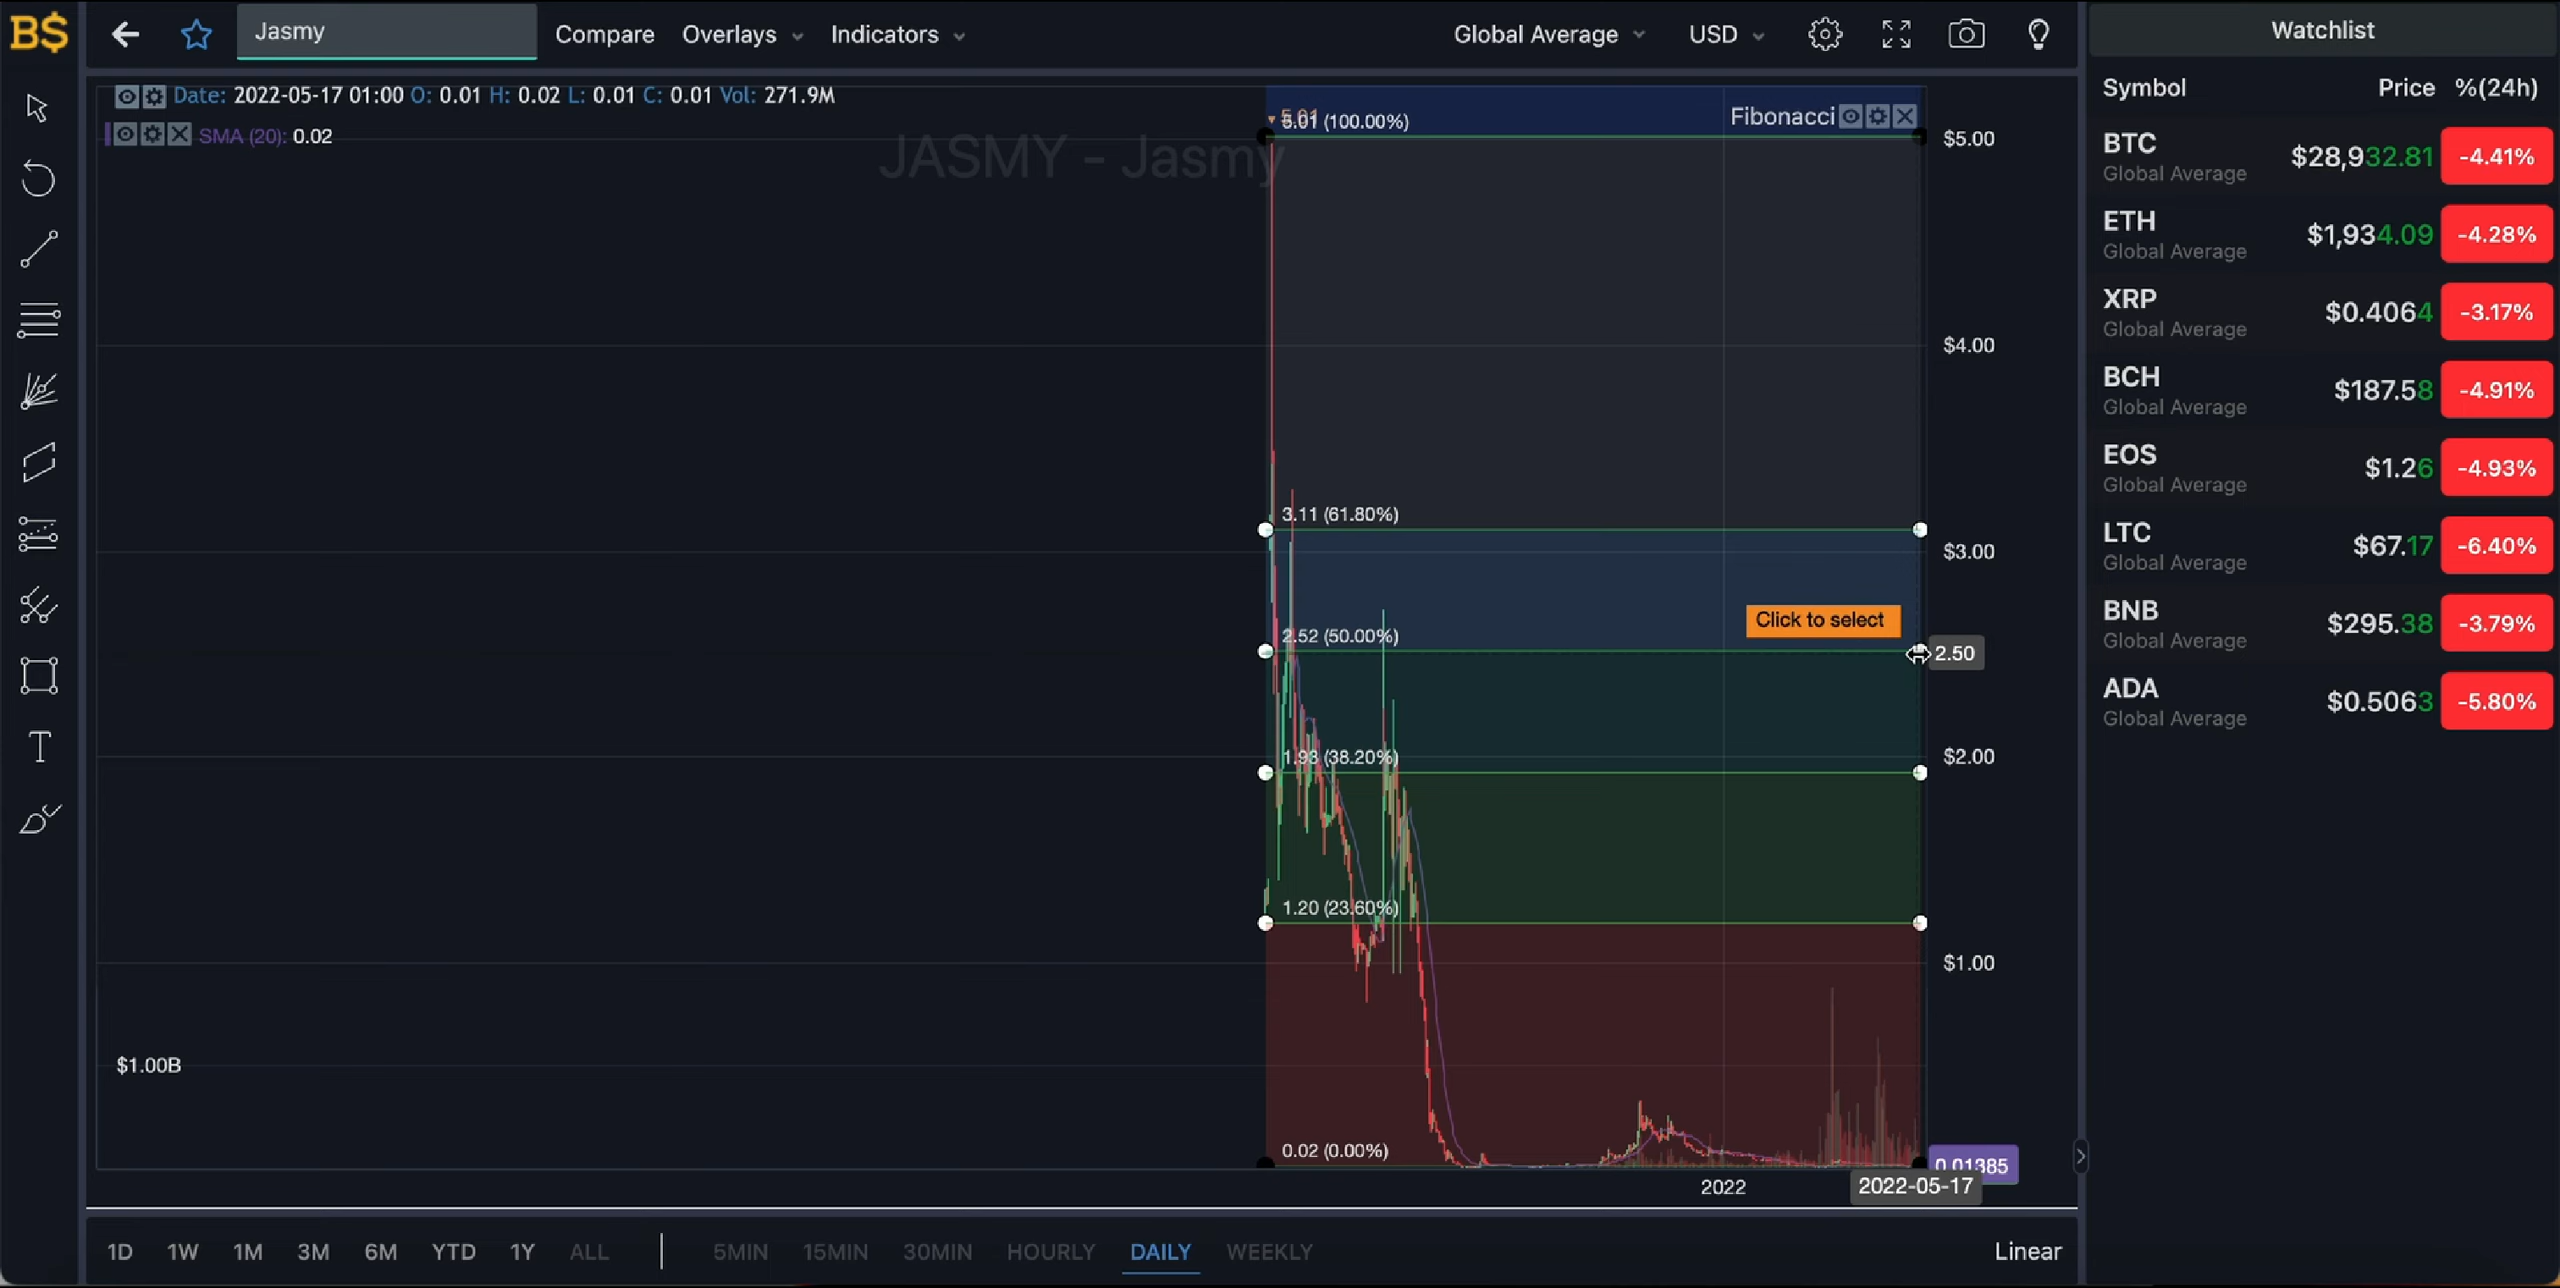 B$
Jasmy
Compare
Overlays
Indicators
Global Average
USD
Watchlist
Date: 2022-05-17 01:00 O: 0.01 H: 0.02 L: 0.01 C: 0.01 Vol: 271.9M
SMA (20): 0.02
JASMY - Jasmy
5.01
5.01 (100.00%)
Fibonacci
3.11 (61.80%)
2.52 (50.00%)
1.93 (38.20%)
1.20 (23.60%)
0.02 (0.00%)
Click to select
$5.00
$4.00
$3.00
2.50
$2.00
$1.00
0.01385
$1.00B
2022
2022-05-17
1D 1W 1M 3M 6M YTD 1Y ALL
5MIN 15MIN 30MIN HOURLY DAILY WEEKLY
Linear
Symbol Price %(24h)
BTC $28,932.81 -4.41%
Global Average
ETH $1,934.09 -4.28%
Global Average
XRP $0.4064 -3.17%
Global Average
BCH $187.58 -4.91%
Global Average
EOS $1.26 -4.93%
Global Average
LTC $67.17 -6.40%
Global Average
BNB $295.38 -3.79%
Global Average
ADA $0.5063 -5.80%
Global Average